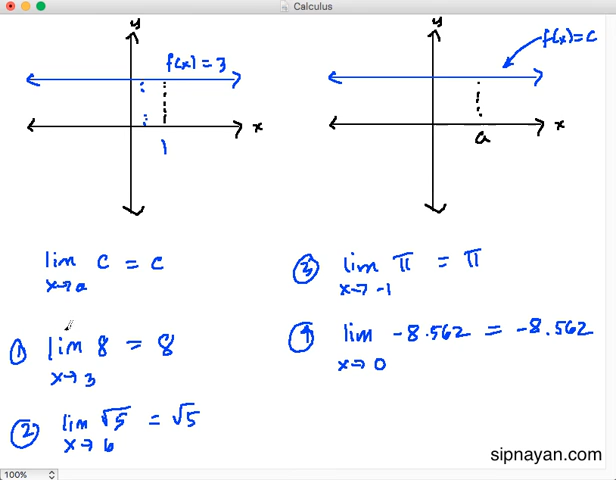 Calculus
y
f(x) = 3
x
1
y
f(x) = c
x
a
lim c = c
x→a
① lim 8 = 8
x→3
② lim √5 = √5
x→6
③ lim π = π
x→-1
④ lim -8.562 = -8.562
x→0
sipnayan.com
100%